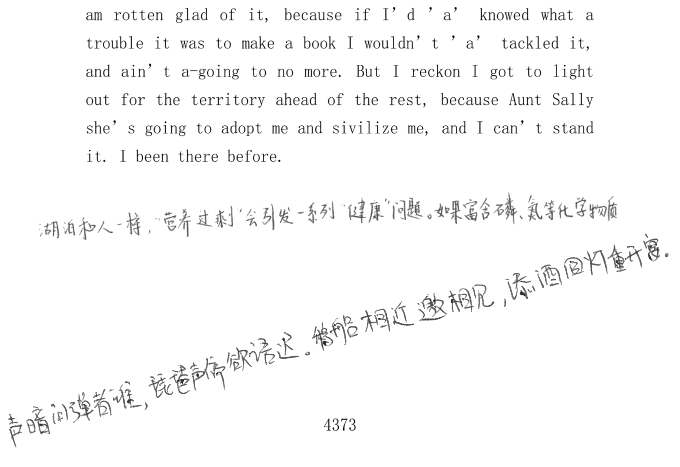 am rotten glad of it, because if I’d ’a’ knowed what a
trouble it was to make a book I wouldn’t ’a’ tackled it,
and ain’t a-going to no more. But I reckon I got to light
out for the territory ahead of the rest, because Aunt Sally
she’s going to adopt me and sivilize me, and I can’t stand
it. I been there before.
湖泊和人一样，“营养过剩”会引发一系列“健康”问题。如果富含磷、氮等化学物质
声暗问弹者谁，琵琶声停欲语迟。移船相近邀相见，添酒回灯重开宴。
4373